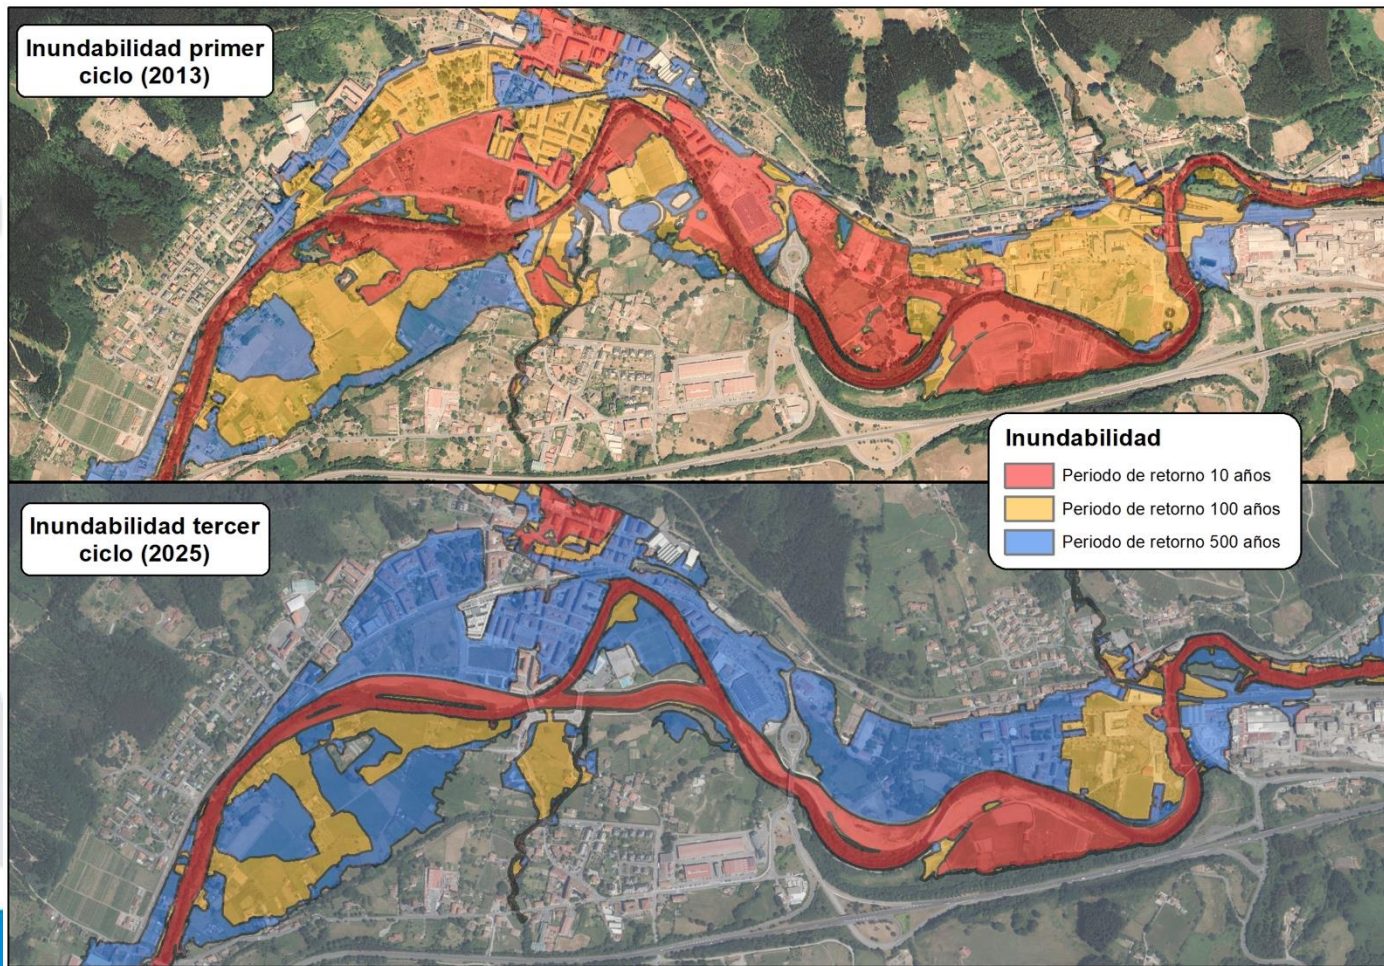 Inundabilidad primer
ciclo (2013)
Inundabilidad
Periodo de retorno 10 años
Periodo de retorno 100 años
Periodo de retorno 500 años
Inundabilidad tercer
ciclo (2025)